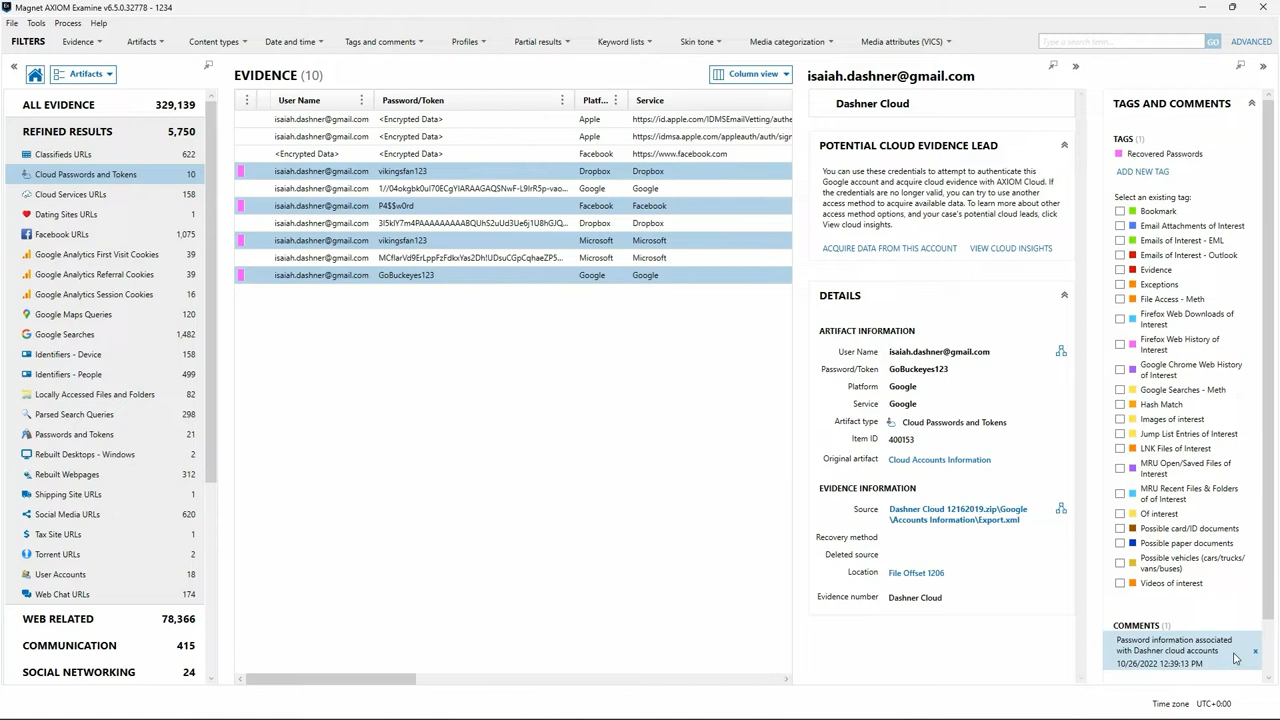 Magnet AXIOM Examine v6.5.0.32778 - 1234
File Tools Process Help
FILTERS Evidence Artifacts Content types Date and time Tags and comments Profiles Partial results Keyword lists Skin tone Media categorization Media attributes (VICS) Type a search term... GO ADVANCED
Artifacts
ALL EVIDENCE 329,139
REFINED RESULTS 5,750
Classifieds URLs 622
Cloud Passwords and Tokens 10
Cloud Services URLs 158
Dating Sites URLs 1
Facebook URLs 1,075
Google Analytics First Visit Cookies 39
Google Analytics Referral Cookies 34
Google Analytics Session Cookies 16
Google Maps Queries 120
Google Searches 1,482
Identifiers - Device 158
Identifiers - People 499
Locally Accessed Files and Folders 82
Parsed Search Queries 298
Passwords and Tokens 21
Rebuilt Desktops - Windows 2
Rebuilt Webpages 312
Shipping Site URLs 1
Social Media URLs 620
Tax Site URLs 1
Torrent URLs 2
User Accounts 18
Web Chat URLs 174
WEB RELATED 78,366
COMMUNICATION 415
SOCIAL NETWORKING 24
EVIDENCE (10) Column view
User Name Password/Token Platf... Service
isaiah.dashner@gmail.com <Encrypted Data> Apple https://id.apple.com/IDMSEmailVetting/authe
isaiah.dashner@gmail.com <Encrypted Data> Apple https://idmsa.apple.com/appleauth/auth/sign
<Encrypted Data> <Encrypted Data> Facebook https://www.facebook.com
isaiah.dashner@gmail.com vikingsfan123 Dropbox Dropbox
isaiah.dashner@gmail.com Google Google
isaiah.dashner@gmail.com P4$$w0rd Facebook Facebook
isaiah.dashner@gmail.com Dropbox Dropbox
isaiah.dashner@gmail.com vikingsfan123 Microsoft Microsoft
isaiah.dashner@gmail.com Microsoft Microsoft
isaiah.dashner@gmail.com GoBuckeyes123 Google Google
isaiah.dashner@gmail.com
Dashner Cloud
POTENTIAL CLOUD EVIDENCE LEAD
You can use these credentials to attempt to authenticate this
Google account and acquire cloud evidence with AXIOM Cloud. If
the credentials are no longer valid, you can try to use another
access method to acquire available data. To learn more about other
access method options, and your case's potential cloud leads, click
View cloud insights.
ACQUIRE DATA FROM THIS ACCOUNT VIEW CLOUD INSIGHTS
DETAILS
ARTIFACT INFORMATION
User Name isaiah.dashner@gmail.com
Password/Token GoBuckeyes123
Platform Google
Service Google
Artifact type Cloud Passwords and Tokens
Item ID 400153
Original artifact Cloud Accounts Information
EVIDENCE INFORMATION
Source Dashner Cloud 12162019.zip\Google
\Accounts Information\Export.xml
Recovery method
Deleted source
Location File Offset 1206
Evidence number Dashner Cloud
TAGS AND COMMENTS
TAGS (1)
Recovered Passwords
ADD NEW TAG
Select an existing tag:
Bookmark
Email Attachments of Interest
Emails of Interest - EML
Emails of Interest - Outlook
Evidence
Exceptions
File Access - Meth
Firefox Web Downloads of
Interest
Firefox Web History of
Interest
Google Chrome Web History
of Interest
Google Searches - Meth
Hash Match
Images of interest
Jump List Entries of Interest
LNK Files of Interest
MRU Open/Saved Files of
Interest
MRU Recent Files & Folders
of of Interest
Of interest
Possible card/ID documents
Possible paper documents
Possible vehicles (cars/trucks/
vans/buses)
Videos of interest
COMMENTS (1)
Password information associated
with Dashner cloud accounts x
10/26/2022 12:39:13 PM
Time zone UTC+0:00